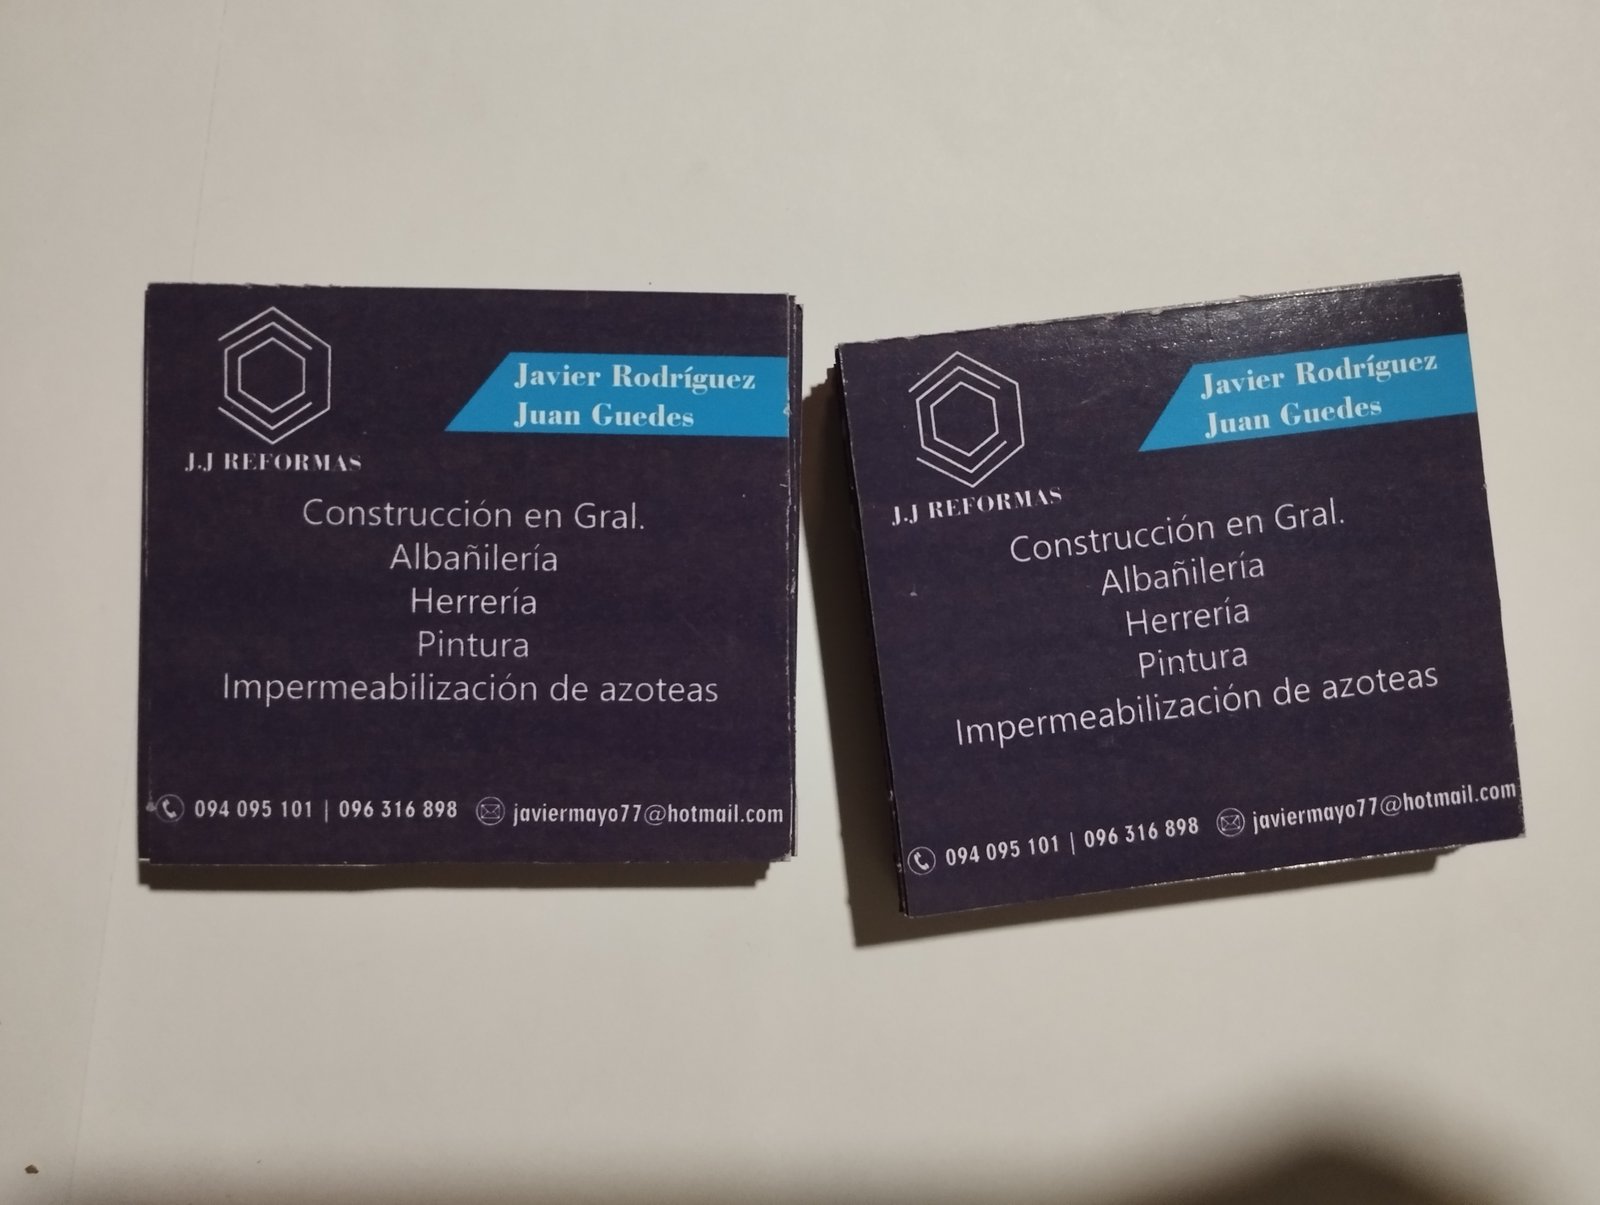 Javier Rodríguez
Juan Guedes
J.J REFORMAS
Construcción en Gral.
Albañilería
Herrería
Pintura
Impermeabilización de azoteas
094 095 101 | 096 316 898 javiermayo77@hotmail.com
Javier Rodríguez
Juan Guedes
J.J REFORMAS
Construcción en Gral.
Albañilería
Herrería
Pintura
Impermeabilización de azoteas
094 095 101 | 096 316 898 javiermayo77@hotmail.com